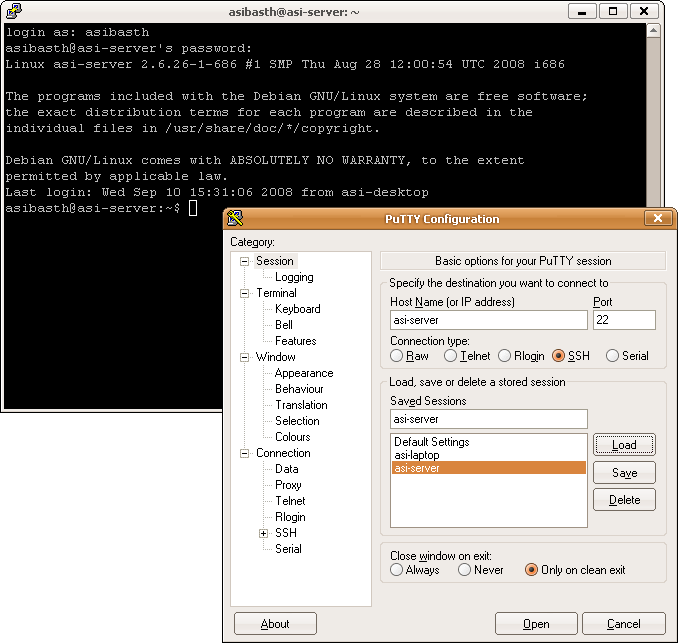 asibasth@asi-server: ~
login as: asibasth
asibasth@asi-server's password:
Linux asi-server 2.6.26-1-686 #1 SMP Thu Aug 28 12:00:54 UTC 2008 i686
The programs included with the Debian GNU/Linux system are free software;
the exact distribution terms for each program are described in the
individual files in /usr/share/doc/*/copyright.
Debian GNU/Linux comes with ABSOLUTELY NO WARRANTY, to the extent
permitted by applicable law.
Last login: Wed Sep 10 15:31:06 2008 from asi-desktop
asibasth@asi-server:~$
PuTTY Configuration
Category:
Session
Logging
Terminal
Keyboard
Bell
Features
Window
Appearance
Behaviour
Translation
Selection
Colours
Connection
Data
Proxy
Telnet
Rlogin
SSH
Serial
Basic options for your PuTTY session
Specify the destination you want to connect to
Host Name (or IP address) Port
asi-server 22
Connection type:
Raw Telnet Rlogin SSH Serial
Load, save or delete a stored session
Saved Sessions
asi-server
Default Settings
asi-laptop
asi-server
Load
Save
Delete
Close window on exit:
Always Never Only on clean exit
About Open Cancel